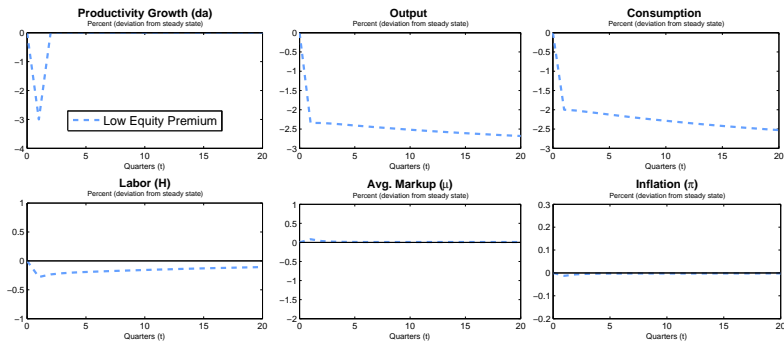 Productivity Growth (da)
Percent (deviation from steady state)
0
−1
−2
−3
−4
Low Equity Premium
0 5 10 15 20
Quarters (t)
Output
Percent (deviation from steady state)
0
−0.5
−1
−1.5
−2
−2.5
−3
0 5 10 15 20
Quarters (t)
Consumption
Percent (deviation from steady state)
0
−0.5
−1
−1.5
−2
−2.5
−3
0 5 10 15 20
Quarters (t)
Labor (H)
Percent (deviation from steady state)
1
0.5
0
−0.5
−1
0 5 10 15 20
Quarters (t)
Avg. Markup (μ)
Percent (deviation from steady state)
1
0.5
0
−0.5
−1
−1.5
−2
0 5 10 15 20
Quarters (t)
Inflation (π)
Percent (deviation from steady state)
0.3
0.2
0.1
0
−0.1
−0.2
0 5 10 15 20
Quarters (t)